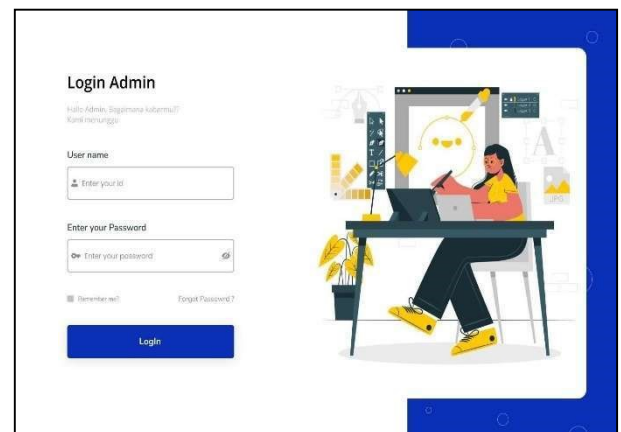 Login Admin
Hallo Admin, Bagaimana kabarmu??
Kami menunggu
User name
Enter your Id
Enter your Password
Enter your password
Remember me?
Forgot Password ?
LogIn
T
A
JPG